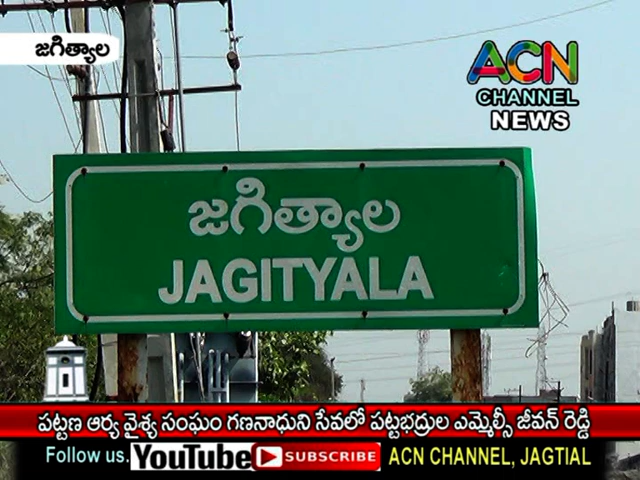 జగిత్యాల
ACN
CHANNEL
NEWS
జగిత్యాల
JAGITYALA
పట్టణ ఆర్య వైశ్య సంఘం గణనాధుని సేవలో పట్టభద్రుల ఎమ్మెల్సీ జీవన్ రెడ్డి
Follow us. YouTube SUBSCRIBE ACN CHANNEL, JAGTIAL